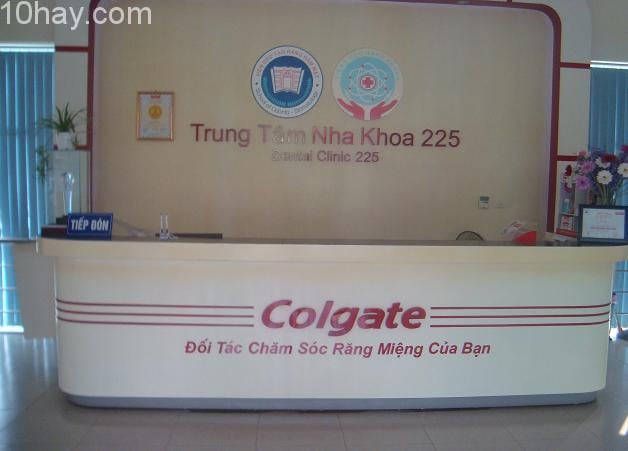 10hay.com
Trung Tâm Nha Khoa 225
Dental Clinic 225
TIẾP ĐÓN
Colgate
Đối Tác Chăm Sóc Răng Miệng Của Bạn